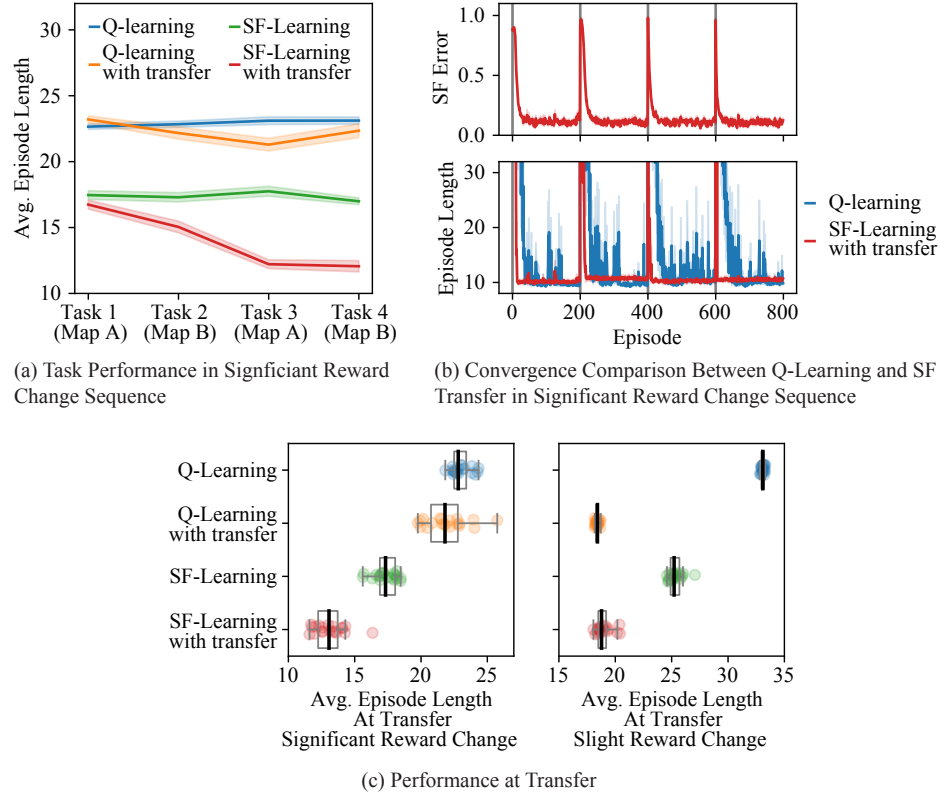 30
25
20
15
10
Avg. Episode Length
Q-learning
Q-learning
with transfer
SF-Learning
SF-Learning
with transfer
Task 1
(Map A)
Task 2
(Map B)
Task 3
(Map A)
Task 4
(Map B)
(a) Task Performance in Signficiant Reward
Change Sequence
1.0
0.5
0.0
SF Error
30
20
10
Episode Length
0
200
400
600
800
Episode
Q-learning
SF-Learning
with transfer
(b) Convergence Comparison Between Q-Learning and SF
Transfer in Significant Reward Change Sequence
Q-Learning
Q-Learning
with transfer
SF-Learning
SF-Learning
with transfer
10
15
20
25
Avg. Episode Length
At Transfer
Significant Reward Change
15
20
25
30
35
Avg. Episode Length
At Transfer
Slight Reward Change
(c) Performance at Transfer